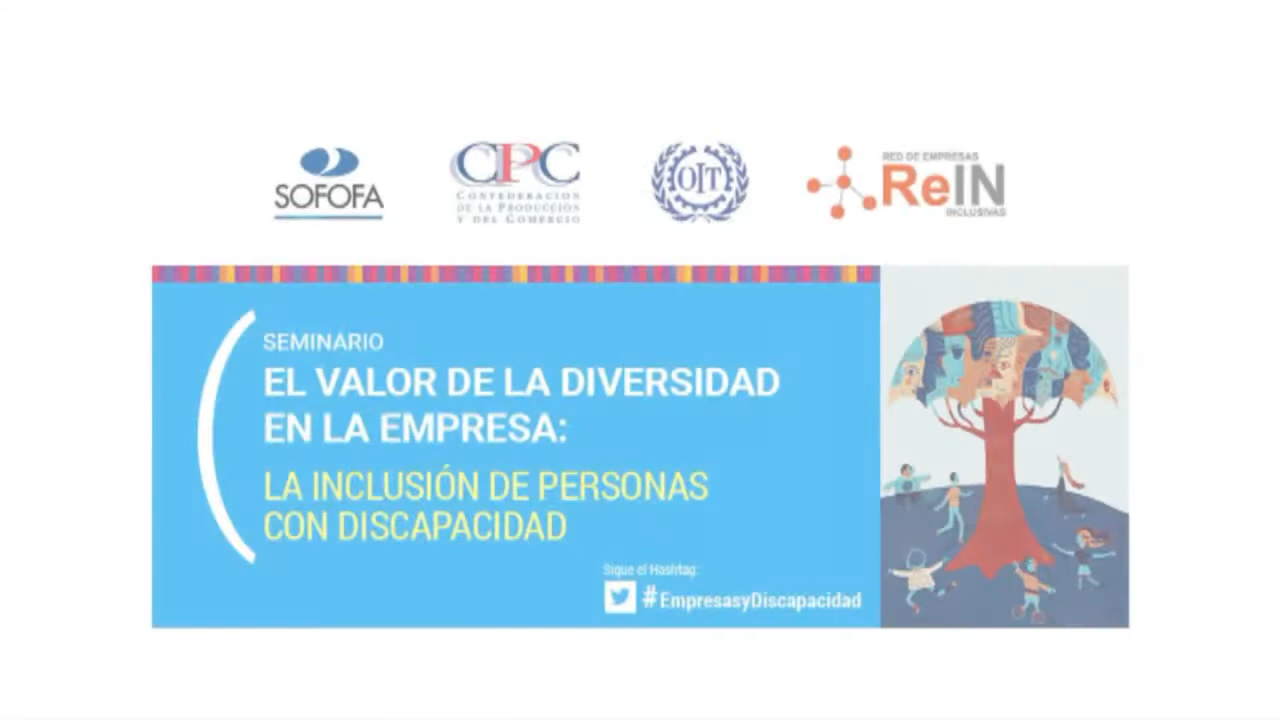 SOFOFA
CPC
CONFEDERACION
DE LA PRODUCCION
Y DEL COMERCIO
OIT
RED DE EMPRESAS
ReIN
INCLUSIVAS
SEMINARIO
EL VALOR DE LA DIVERSIDAD
EN LA EMPRESA:
LA INCLUSIÓN DE PERSONAS
CON DISCAPACIDAD
Sigue el Hashtag:
#EmpresasyDiscapacidad